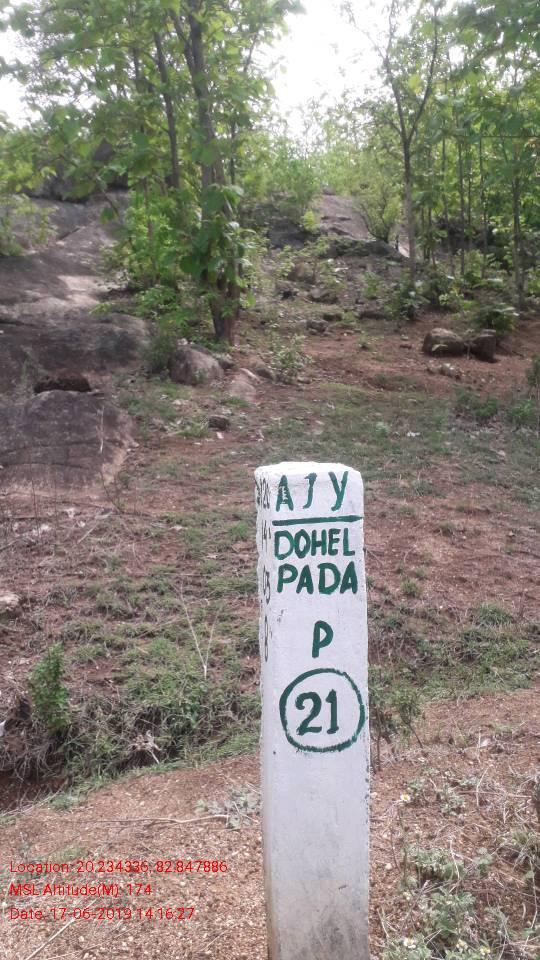 AJY
DOHEL
PADA
P
21
Location: 20.234336, 82.847886
MSL Altitude(M): 174
Date: 17-06-2019 14:16:27